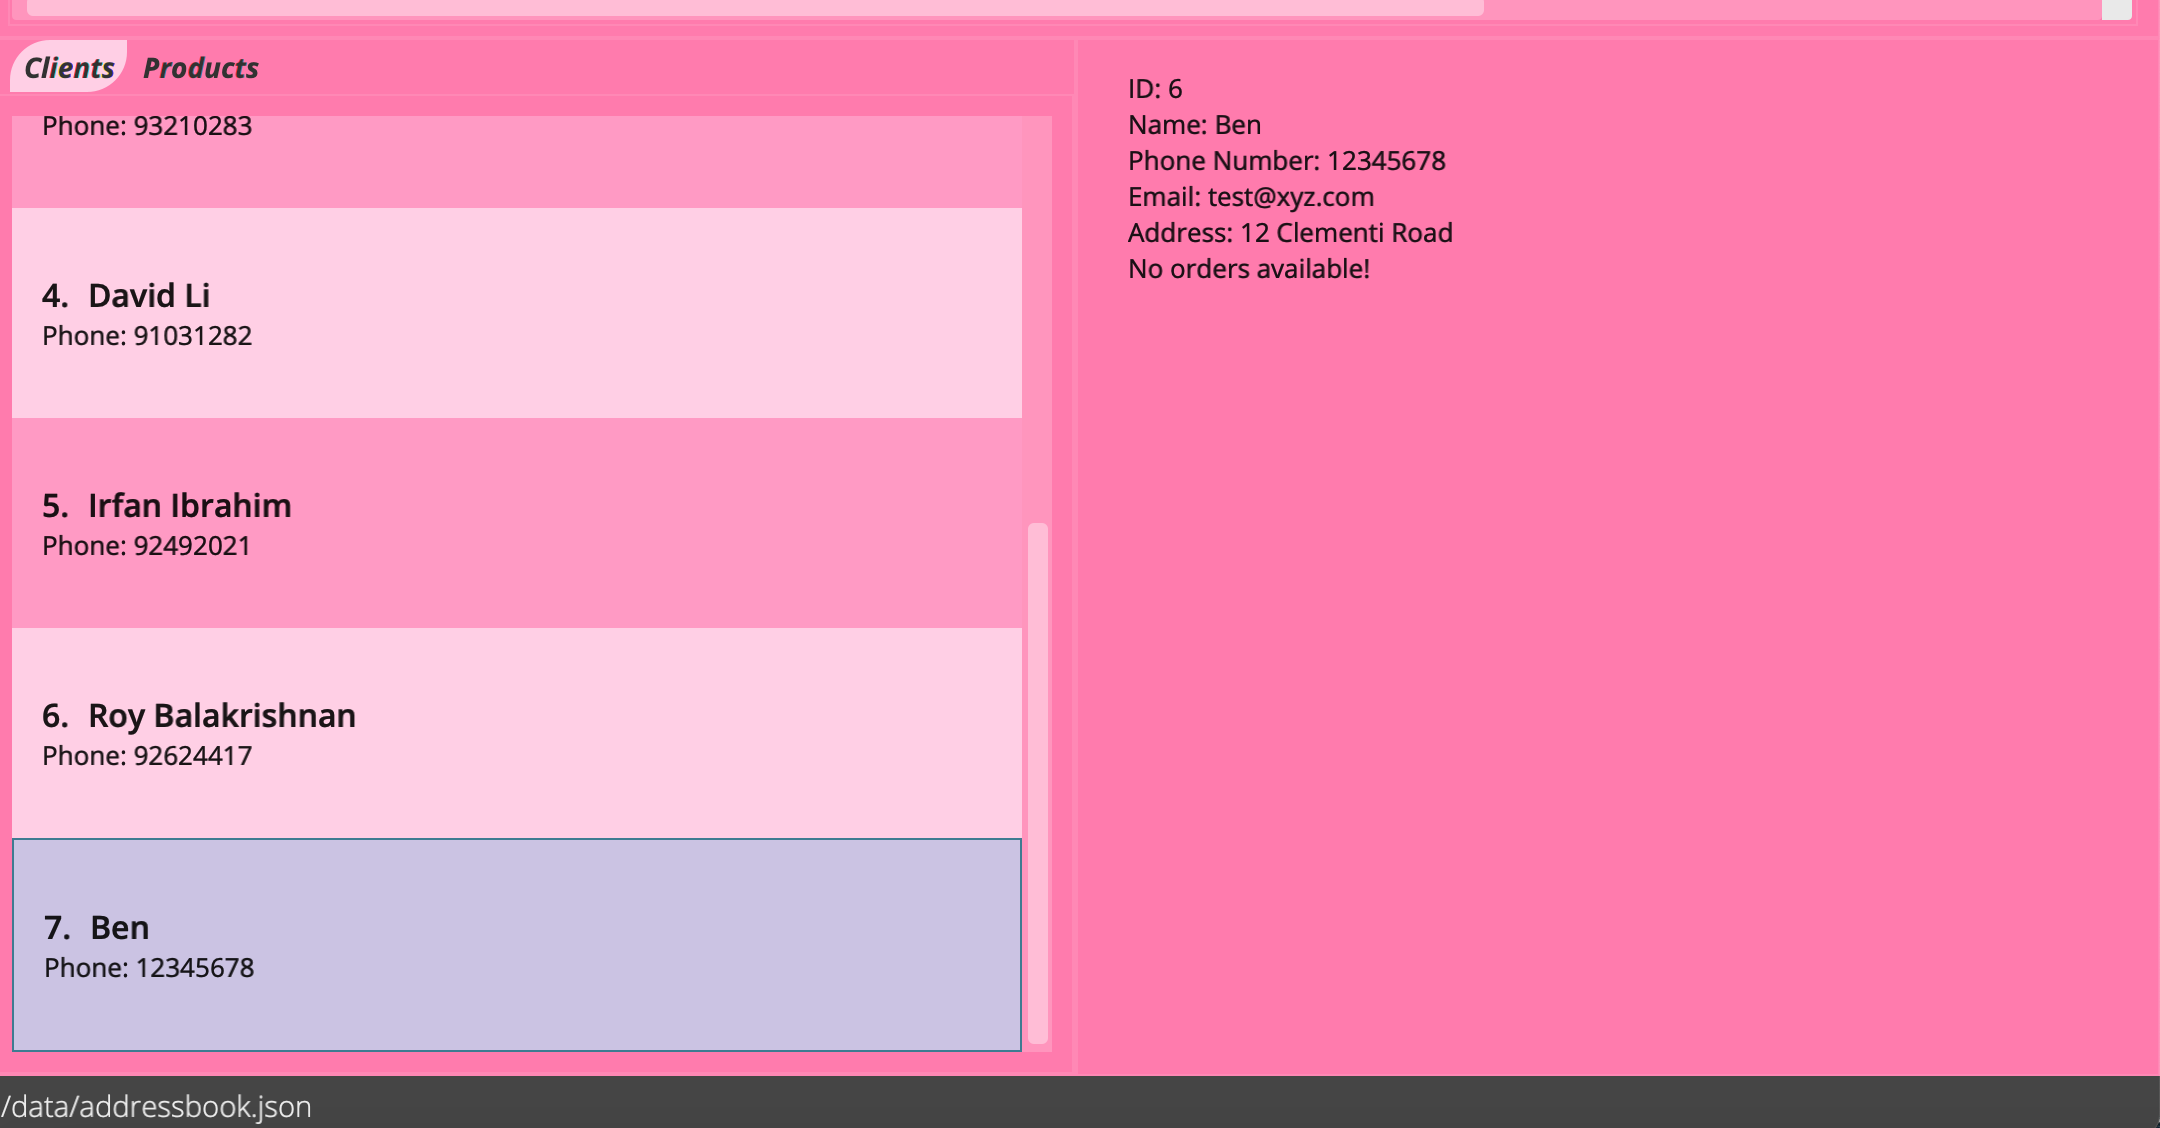 Clients Products
Phone: 93210283
4. David Li
Phone: 91031282
5. Irfan Ibrahim
Phone: 92492021
6. Roy Balakrishnan
Phone: 92624417
7. Ben
Phone: 12345678
ID: 6
Name: Ben
Phone Number: 12345678
Email: test@xyz.com
Address: 12 Clementi Road
No orders available!
/data/addressbook.json